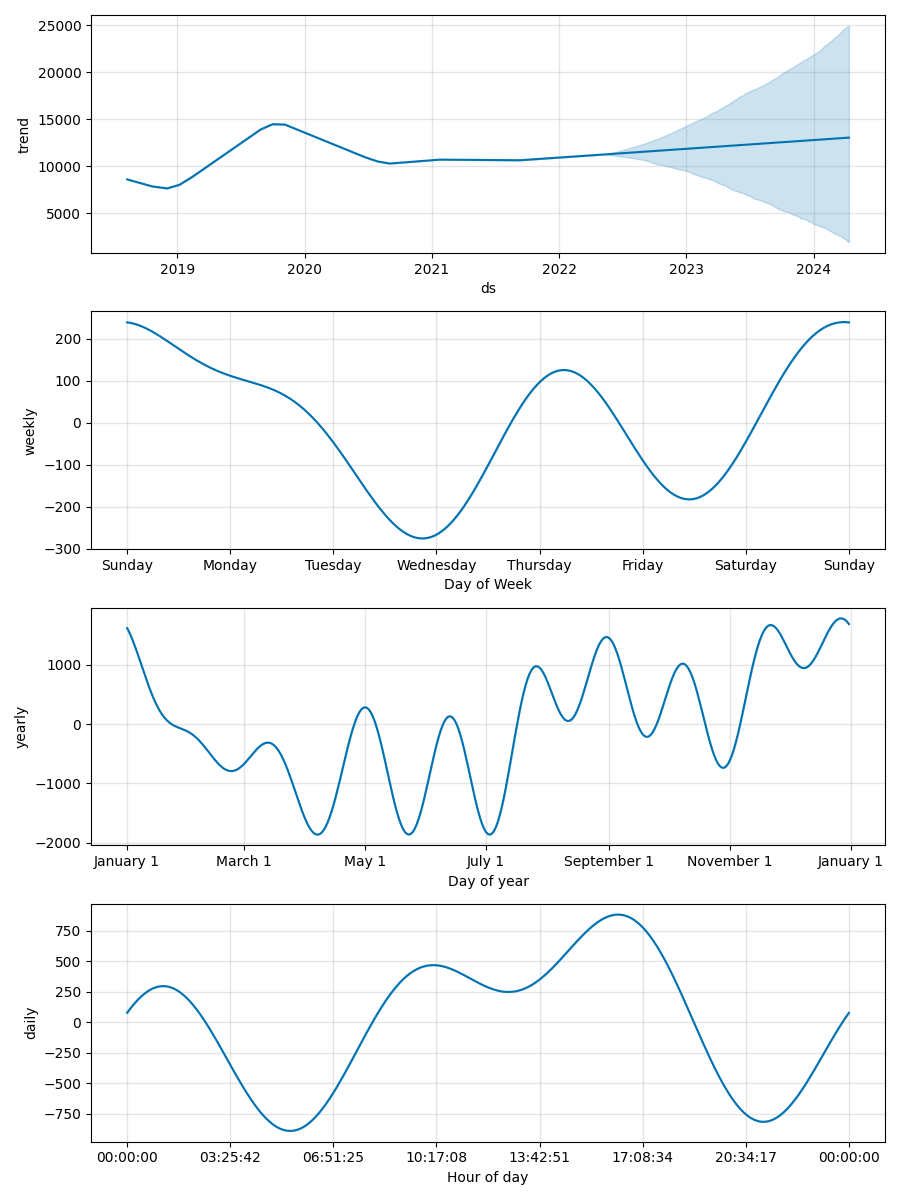 25000
20000
15000
10000
5000
trend
2019 2020 2021 2022 2023 2024
ds
200
100
0
−100
−200
−300
weekly
Sunday Monday Tuesday Wednesday Thursday Friday Saturday Sunday
Day of Week
1000
0
−1000
−2000
yearly
January 1 March 1 May 1 July 1 September 1 November 1 January 1
Day of year
750
500
250
0
−250
−500
−750
daily
00:00:00 03:25:42 06:51:25 10:17:08 13:42:51 17:08:34 20:34:17 00:00:00
Hour of day